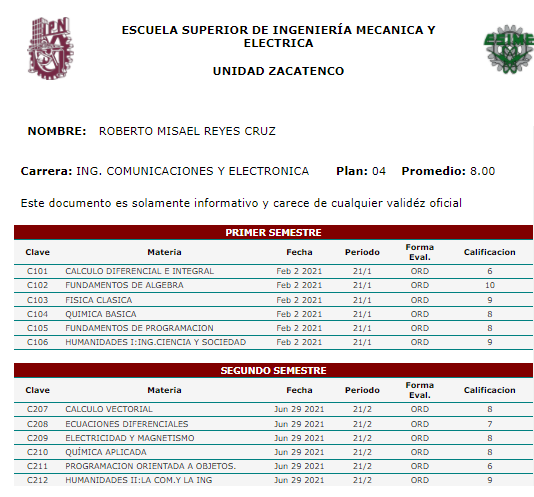 IPN
ESCUELA SUPERIOR DE INGENIERÍA MECANICA Y
ELECTRICA
ESIME
UNIDAD ZACATENCO
NOMBRE: ROBERTO MISAEL REYES CRUZ
Carrera: ING. COMUNICACIONES Y ELECTRONICA Plan: 04 Promedio: 8.00
Este documento es solamente informativo y carece de cualquier validéz oficial
PRIMER SEMESTRE
Clave Materia Fecha Periodo Forma Eval. Calificacion
C101 CALCULO DIFERENCIAL E INTEGRAL Feb 2 2021 21/1 ORD 6
C102 FUNDAMENTOS DE ALGEBRA Feb 2 2021 21/1 ORD 10
C103 FISICA CLASICA Feb 2 2021 21/1 ORD 9
C104 QUIMICA BASICA Feb 2 2021 21/1 ORD 8
C105 FUNDAMENTOS DE PROGRAMACION Feb 2 2021 21/1 ORD 8
C106 HUMANIDADES I:ING.CIENCIA Y SOCIEDAD Feb 2 2021 21/1 ORD 9
SEGUNDO SEMESTRE
Clave Materia Fecha Periodo Forma Eval. Calificacion
C207 CALCULO VECTORIAL Jun 29 2021 21/2 ORD 8
C208 ECUACIONES DIFERENCIALES Jun 29 2021 21/2 ORD 7
C209 ELECTRICIDAD Y MAGNETISMO Jun 29 2021 21/2 ORD 8
C210 QUÍMICA APLICADA Jun 29 2021 21/2 ORD 8
C211 PROGRAMACION ORIENTADA A OBJETOS. Jun 29 2021 21/2 ORD 6
C212 HUMANIDADES II:LA COM.Y LA ING Jun 29 2021 21/2 ORD 9